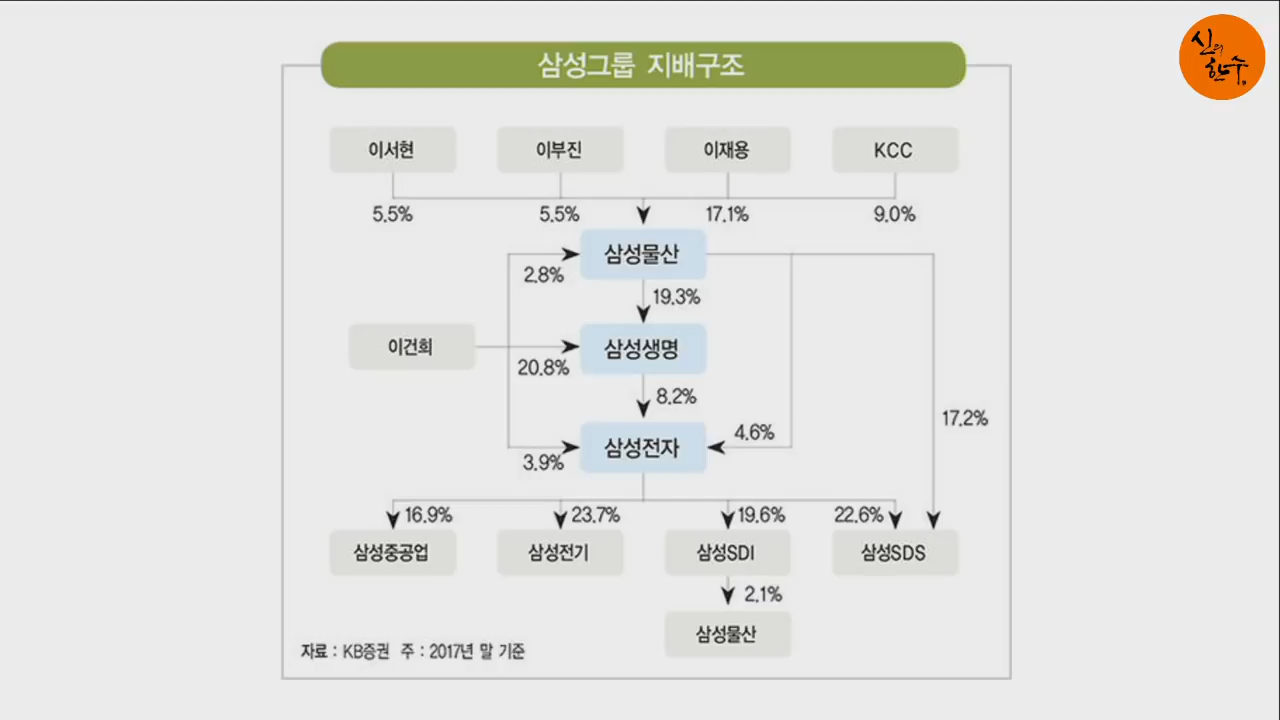 신의
한수
삼성그룹 지배구조
이서현 이부진 이재용 KCC
5.5% 5.5% 17.1% 9.0%
삼성물산
2.8%
19.3%
이건희
삼성생명
20.8%
8.2%
17.2%
4.6%
삼성전자
3.9%
16.9% 23.7% 19.6% 22.6%
삼성중공업 삼성전기 삼성SDI 삼성SDS
2.1%
삼성물산
자료 : KB증권 주 : 2017년 말 기준